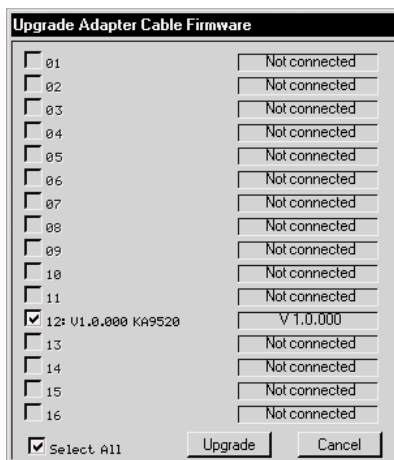 Upgrade Adapter Cable Firmware
01 Not connected
02 Not connected
03 Not connected
04 Not connected
05 Not connected
06 Not connected
07 Not connected
08 Not connected
09 Not connected
10 Not connected
11 Not connected
12: V1.0.000 KA9520 V 1.0.000
13 Not connected
14 Not connected
15 Not connected
16 Not connected
Select All Upgrade Cancel